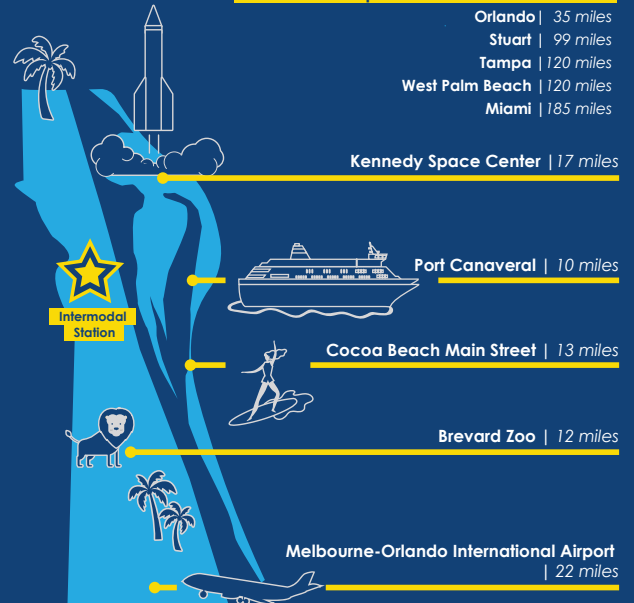 Orlando| 35 miles
Stuart | 99 miles
Tampa |120 miles
West Palm Beach |120 miles
Miami |185 miles
Kennedy Space Center |17 miles
Port Canaveral | 10 miles
Intermodal
Station
Cocoa Beach Main Street | 13 miles
Brevard Zoo | 12 miles
Melbourne-Orlando International Airport
| 22 miles